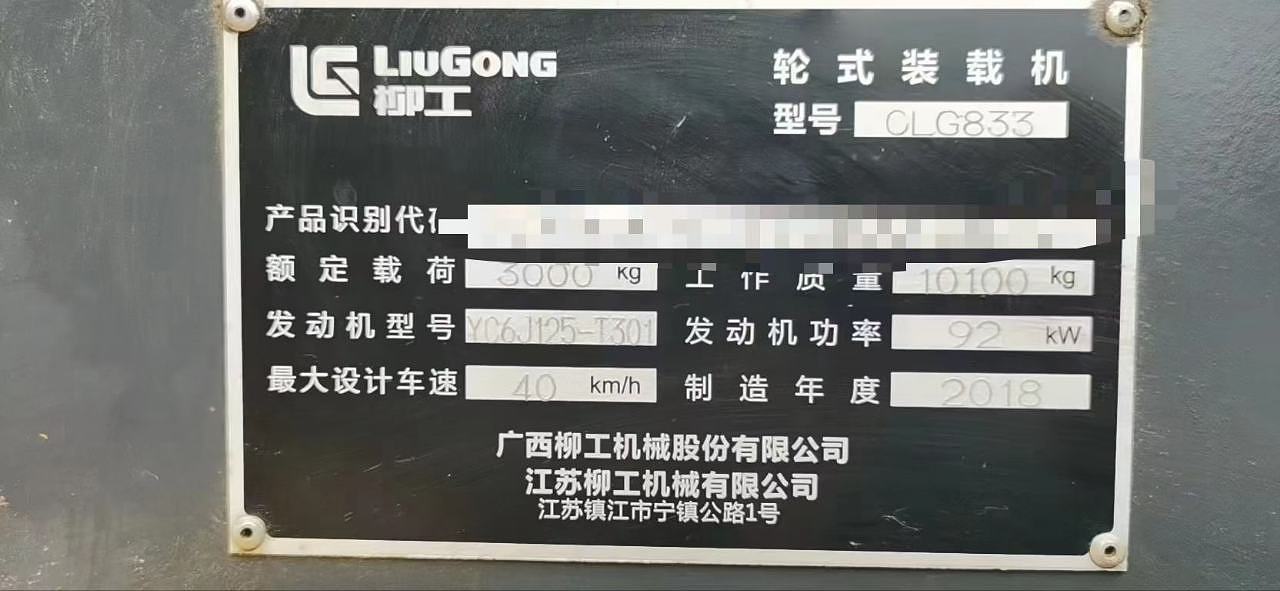 LG LIUGONG 柳工
轮式装载机
型号 CLG833
产品识别代
额定载荷 3000 kg 工作质量 10100 kg
发动机型号 YC6J125-T301 发动机功率 92 kW
最大设计车速 40 km/h 制造年度 2018
广西柳工机械股份有限公司
江苏柳工机械有限公司
江苏镇江市宁镇公路1号